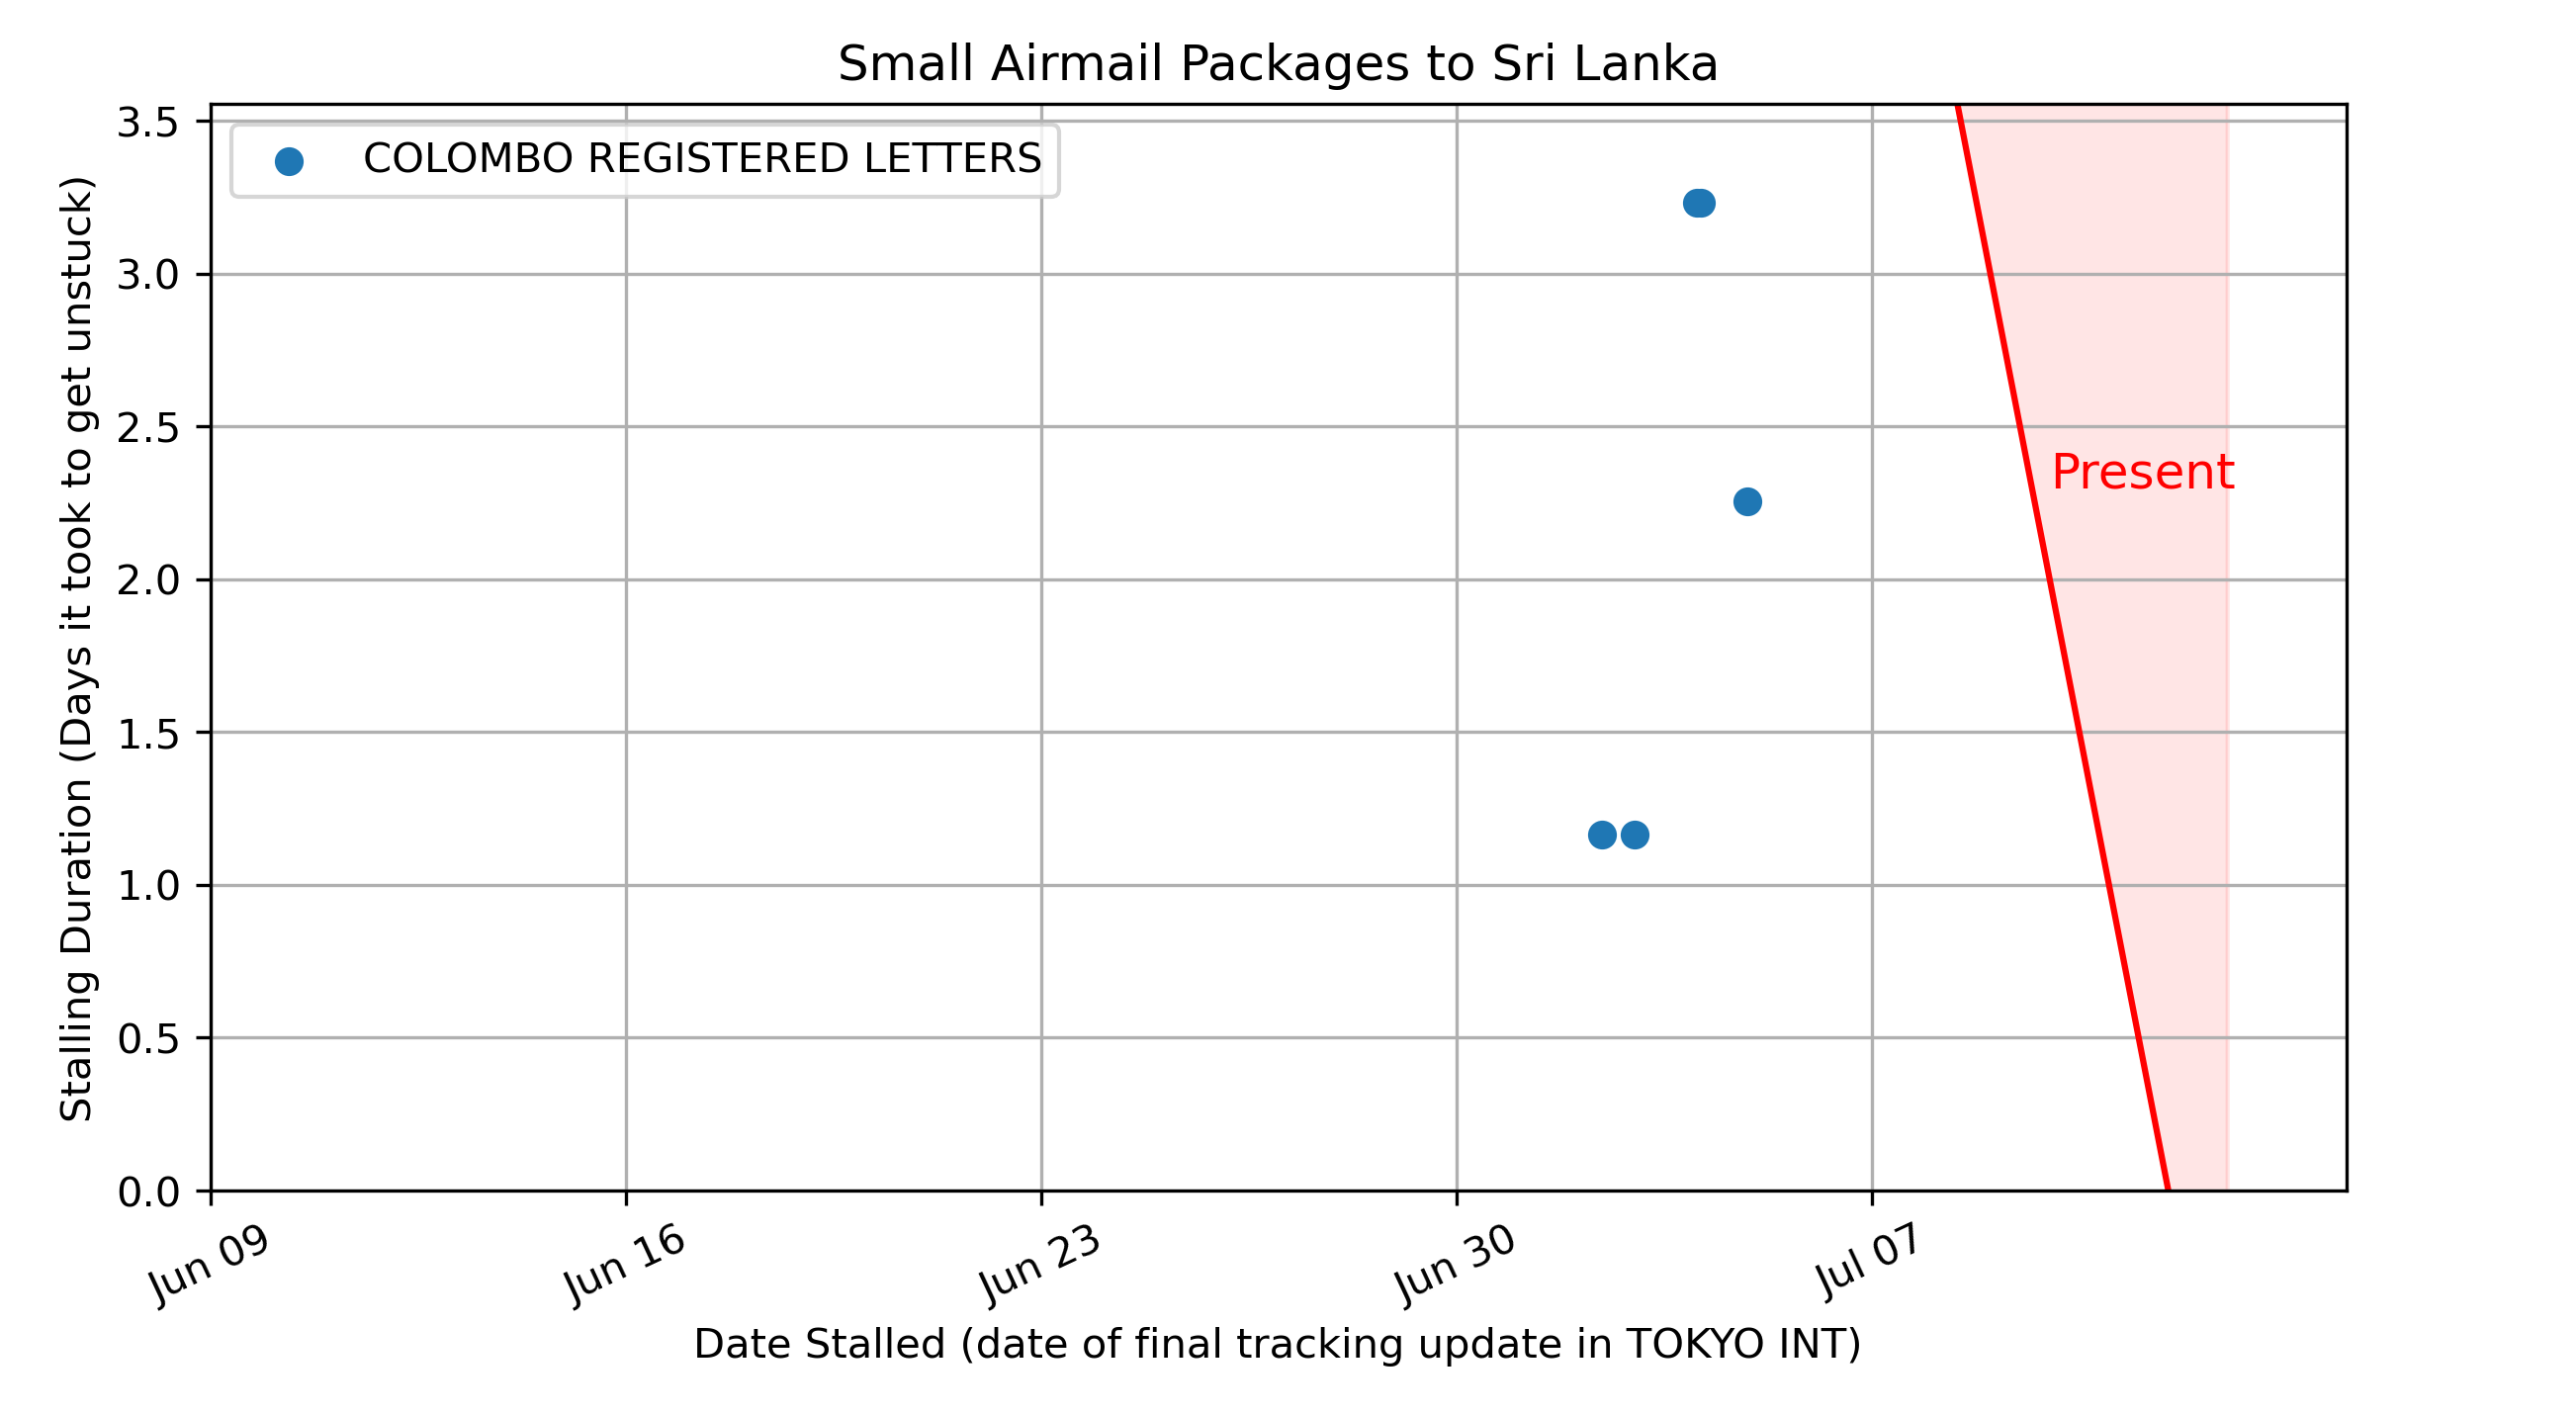 Small Airmail Packages to Sri Lanka
COLOMBO REGISTERED LETTERS
Stalling Duration (Days it took to get unstuck)
3.5
3.0
2.5
2.0
1.5
1.0
0.5
0.0
Present
Jun 09
Jun 16
Jun 23
Jun 30
Jul 07
Date Stalled (date of final tracking update in TOKYO INT)